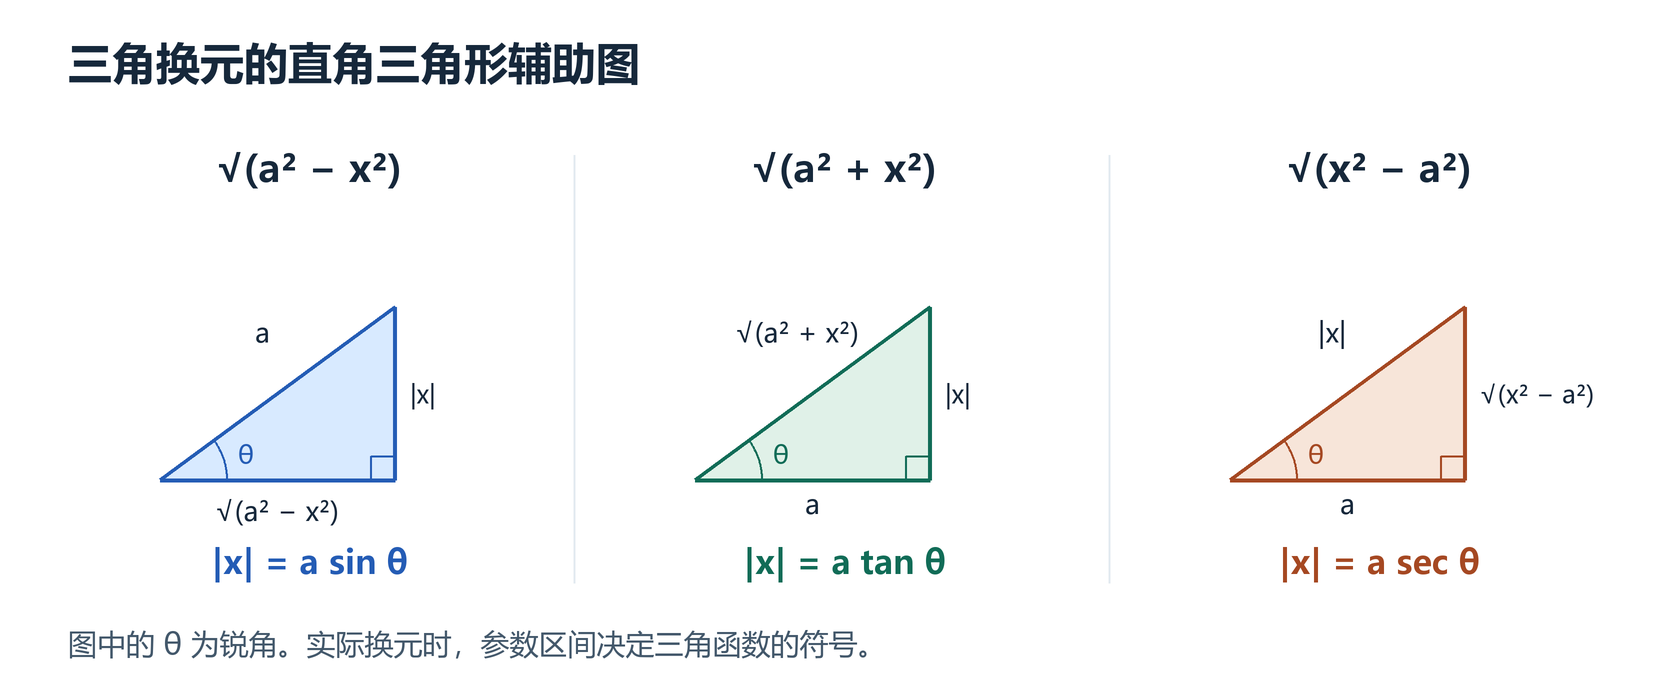 三角换元的直角三角形辅助图
√(a² − x²)
a
|x|
θ
√(a² − x²)
|x| = a sin θ
√(a² + x²)
√(a² + x²)
|x|
θ
a
|x| = a tan θ
√(x² − a²)
|x|
√(x² − a²)
θ
a
|x| = a sec θ
图中的 θ 为锐角。实际换元时，参数区间决定三角函数的符号。